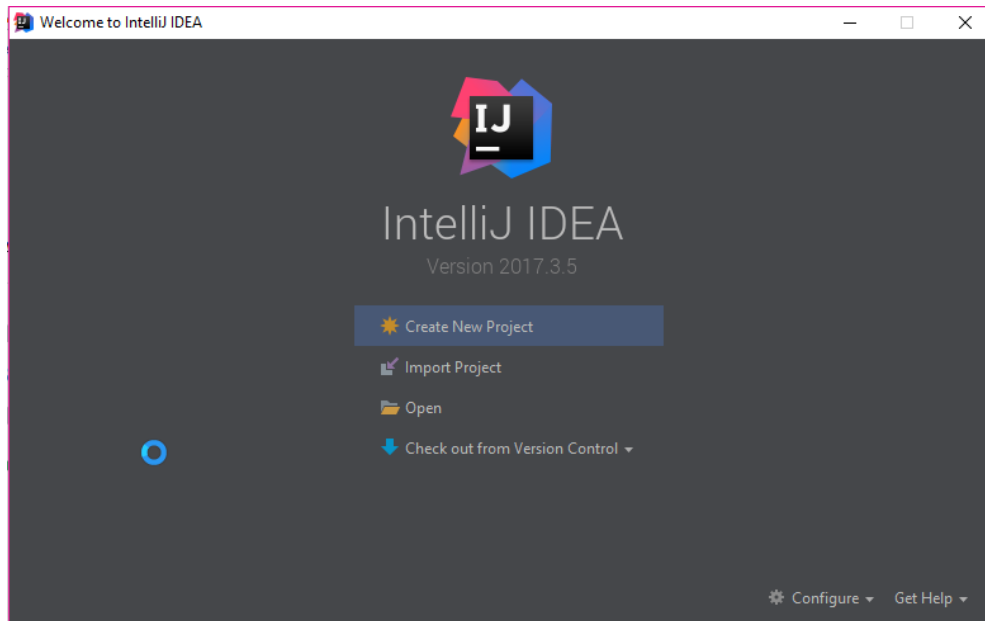 Welcome to IntelliJ IDEA
IJ
IntelliJ IDEA
Version 2017.3.5
Create New Project
Import Project
Open
Check out from Version Control
Configure Get Help